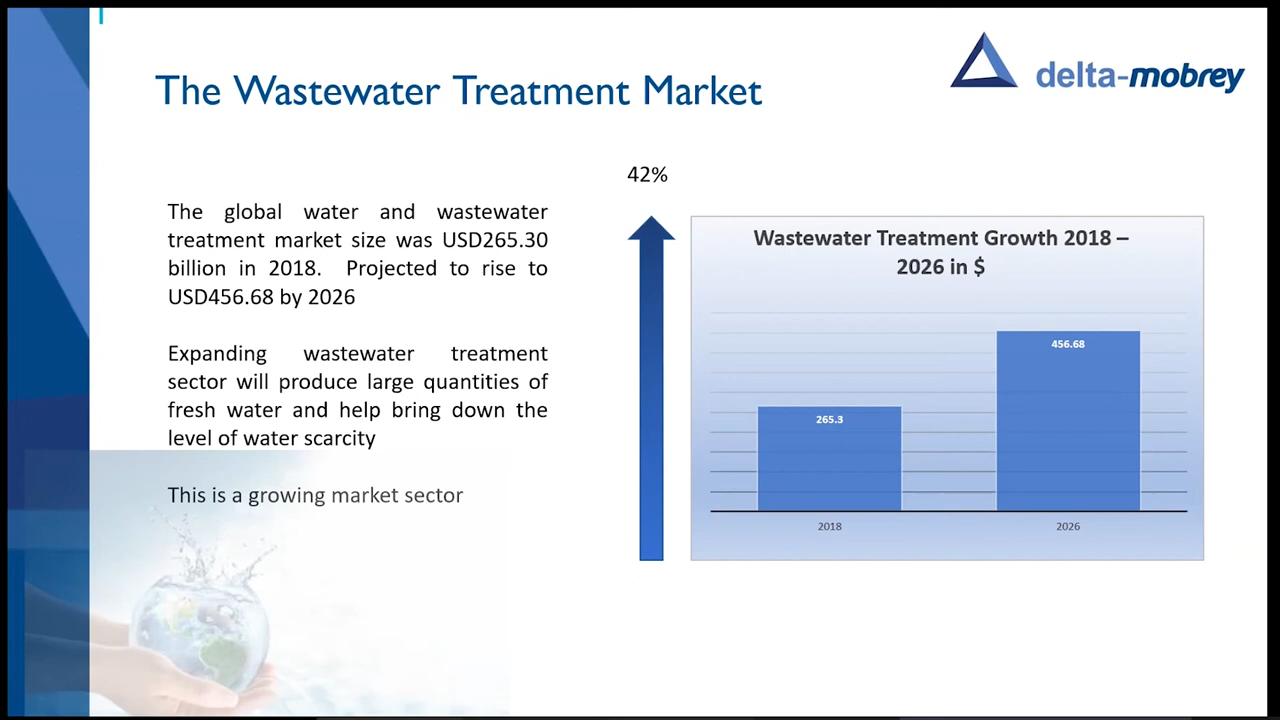 The Wastewater Treatment Market
delta-mobrey
The global water and wastewater
treatment market size was USD265.30
billion in 2018. Projected to rise to
USD456.68 by 2026
Expanding wastewater treatment
sector will produce large quantities of
fresh water and help bring down the
level of water scarcity
This is a growing market sector
42%
Wastewater Treatment Growth 2018 –
2026 in $
456.68
265.3
2018
2026